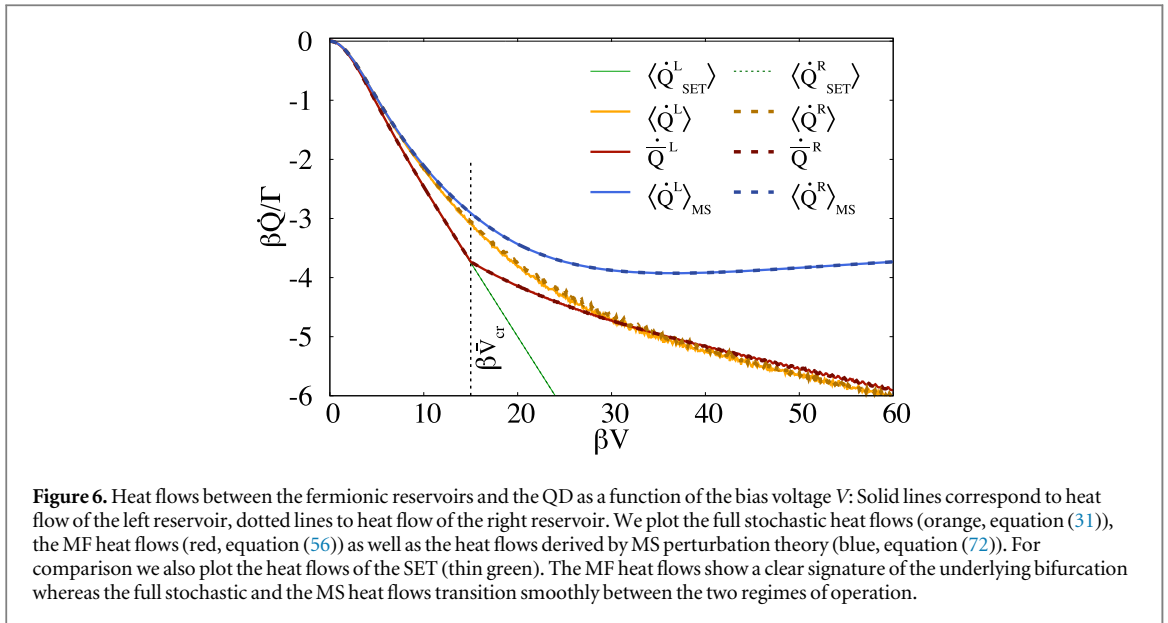 0
-1
-2
-3
-4
-5
-6
βQ̇/Γ
⟨Q̇ᴸ_SET⟩ ⟨Q̇ᴿ_SET⟩
⟨Q̇ᴸ⟩ ⟨Q̇ᴿ⟩
Q̇̅ᴸ Q̇̅ᴿ
⟨Q̇ᴸ⟩_MS ⟨Q̇ᴿ⟩_MS
βV̄_cr
0 10 20 30 40 50 60
βV
Figure 6. Heat flows between the fermionic reservoirs and the QD as a function of the bias voltage V: Solid lines correspond to heat
flow of the left reservoir, dotted lines to heat flow of the right reservoir. We plot the full stochastic heat flows (orange, equation (31)),
the MF heat flows (red, equation (56)) as well as the heat flows derived by MS perturbation theory (blue, equation (72)). For
comparison we also plot the heat flows of the SET (thin green). The MF heat flows show a clear signature of the underlying bifurcation
whereas the full stochastic and the MS heat flows transition smoothly between the two regimes of operation.